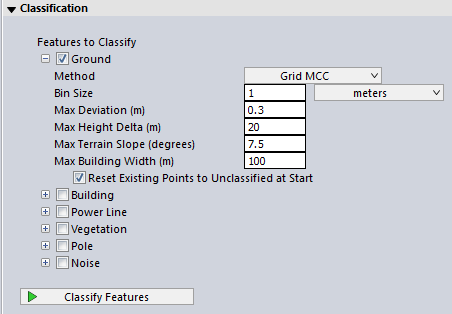 Classification
Features to Classify
Ground
Method Grid MCC
Bin Size 1 meters
Max Deviation (m) 0.3
Max Height Delta (m) 20
Max Terrain Slope (degrees) 7.5
Max Building Width (m) 100
Reset Existing Points to Unclassified at Start
Building
Power Line
Vegetation
Pole
Noise
Classify Features